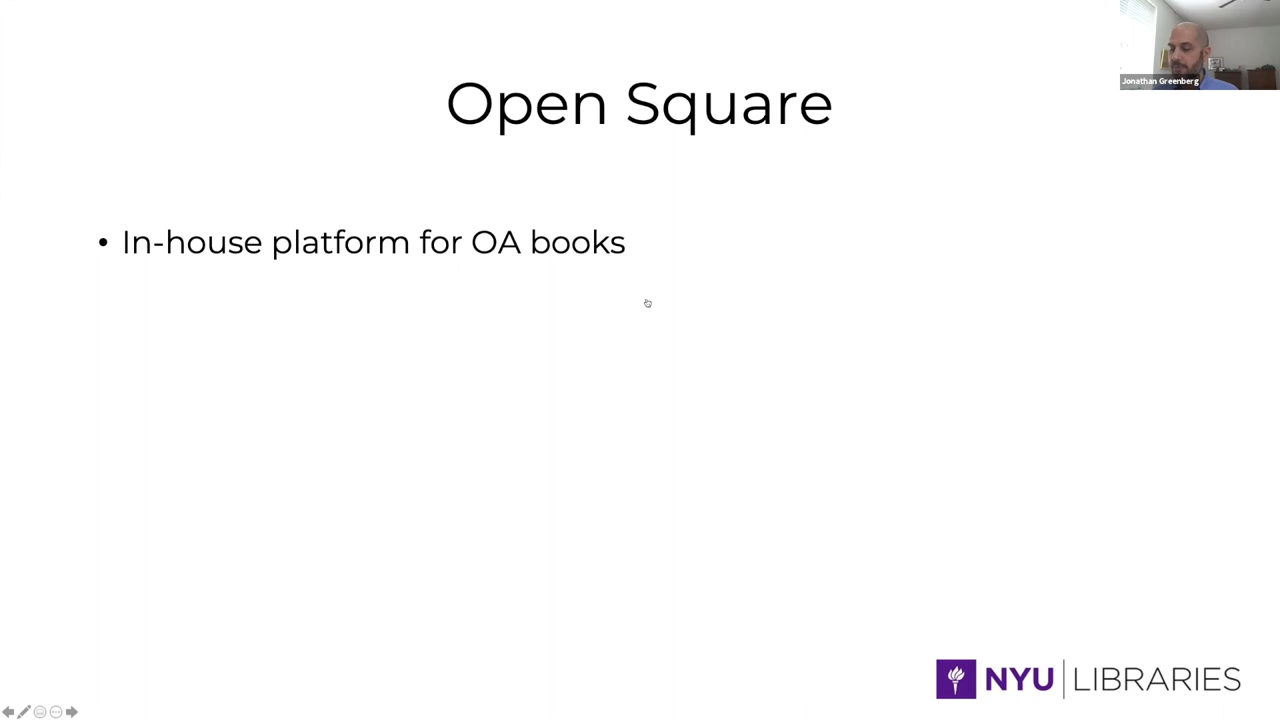 Jonathan Greenberg
Open Square
• In-house platform for OA books
NYU LIBRARIES